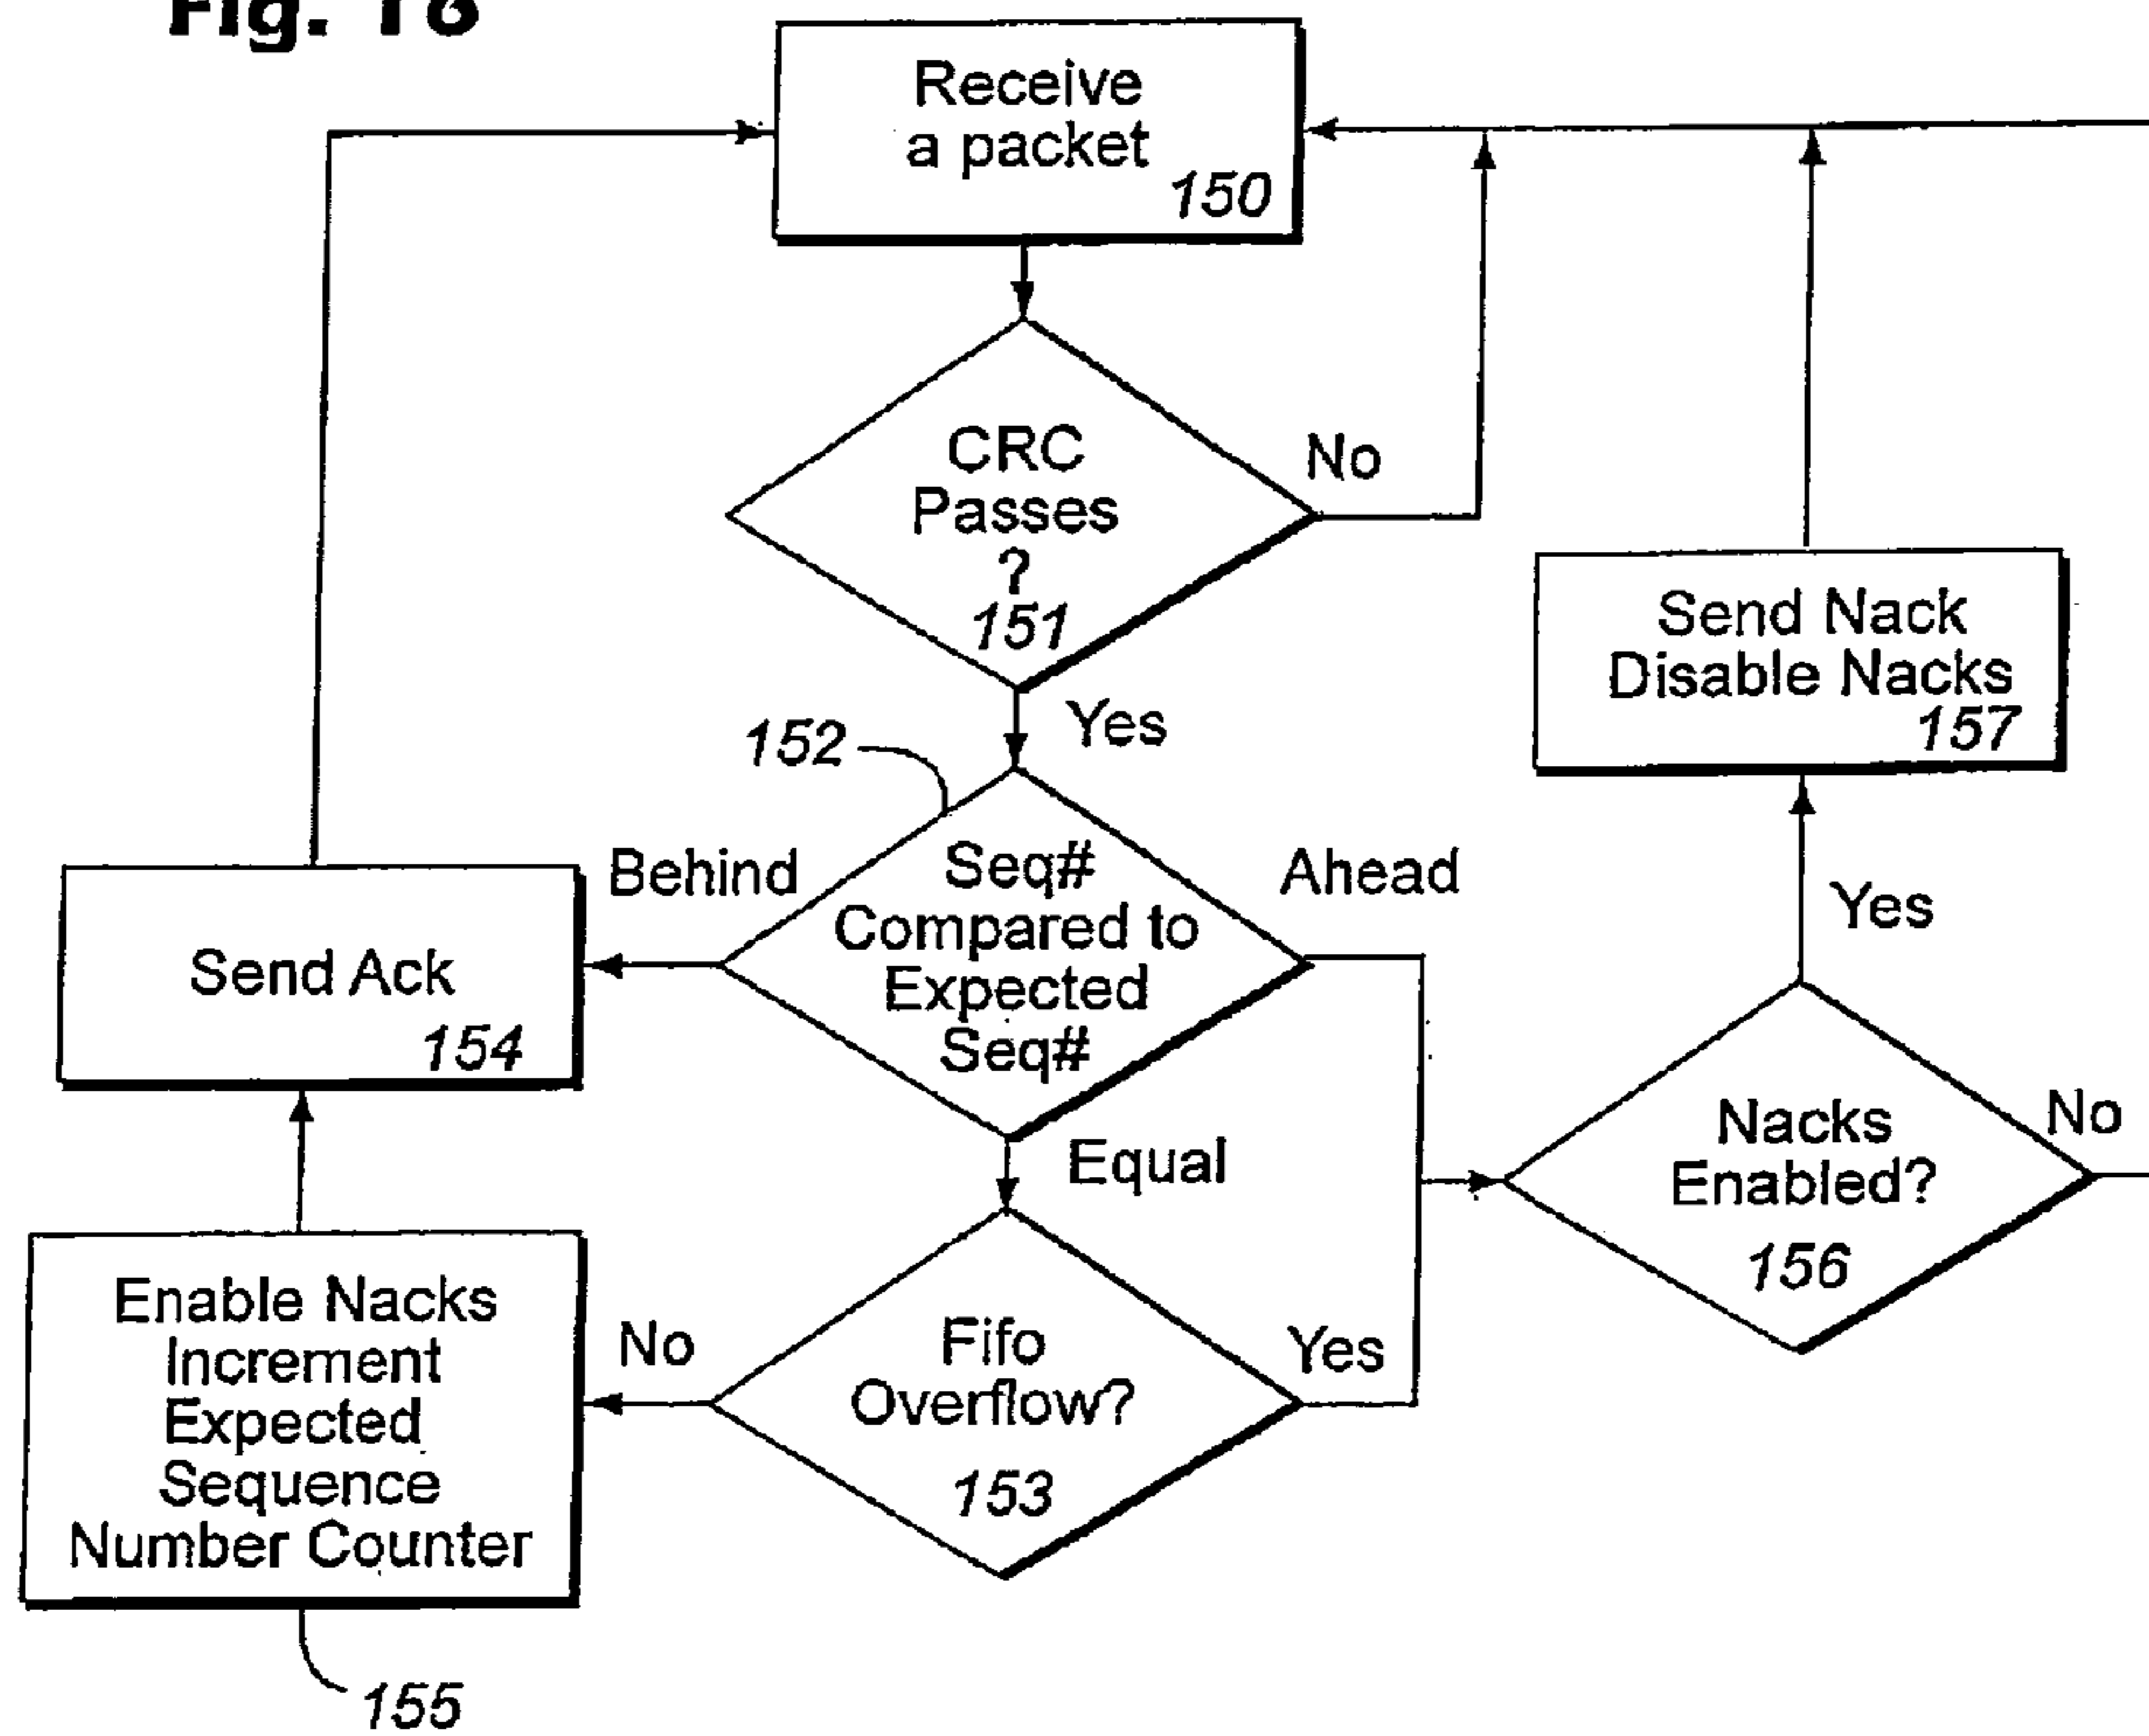 Fig. 16
Receive
a packet
150
CRC
Passes
?
151
No
Yes
152
Seq#
Compared to
Expected
Seq#
Behind
Ahead
Equal
Send Ack
154
Send Nack
Disable Nacks
157
Yes
Nacks
Enabled?
156
No
Fifo
Overflow?
153
No
Yes
Enable Nacks
Increment
Expected
Sequence
Number Counter
155